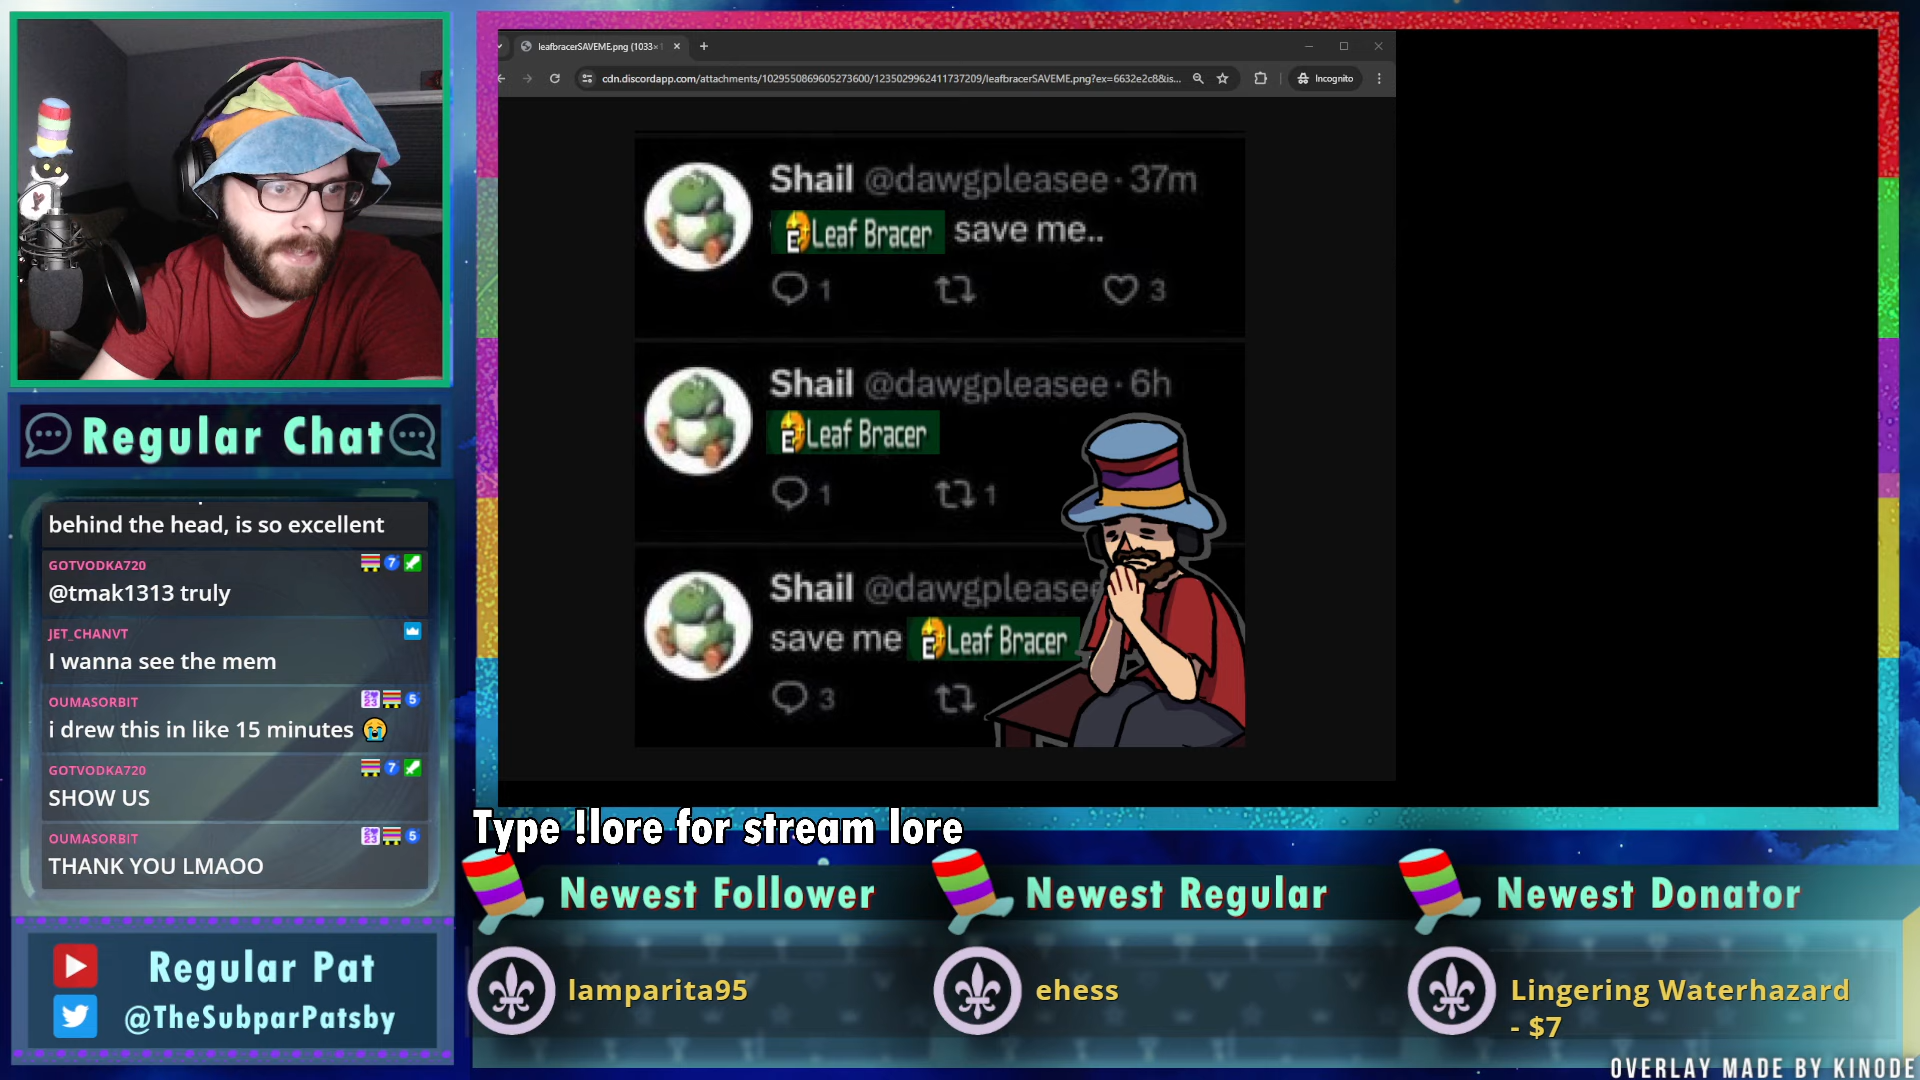 leafbracerSAVEME.png (1033×
cdn.discordapp.com/attachments/1029550869605273600/1235029962411737209/leafbracerSAVEME.png?ex=6632e2c8&is...
Incognito
Shail @dawgpleasee · 37m
E Leaf Bracer save me..
1 3
Shail @dawgpleasee · 6h
E Leaf Bracer
1 1
Shail @dawgpleasee
save me E Leaf Bracer
3
Regular Chat
behind the head, is so excellent
GOTVODKA720
7
@tmak1313 truly
JET_CHANVT
I wanna see the mem
OUMASORBIT
5
i drew this in like 15 minutes
GOTVODKA720
7
SHOW US
OUMASORBIT
5
THANK YOU LMAOO
Regular Pat
@TheSubparPatsby
Type !lore for stream lore
Newest Follower
lamparita95
Newest Regular
ehess
Newest Donator
Lingering Waterhazard
- $7
OVERLAY MADE BY KINODE